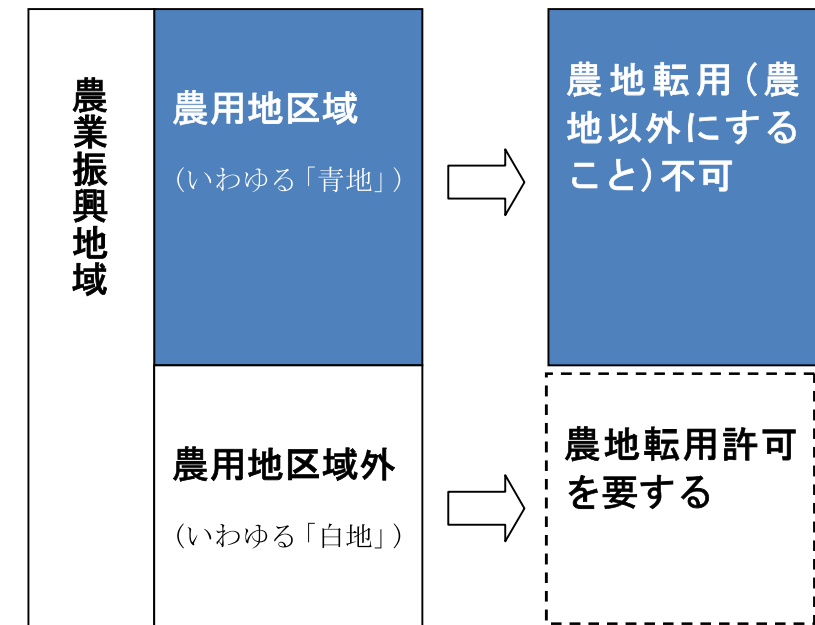 農業振興地域
農用地区域
（いわゆる「青地」）
農地転用（農
地以外にする
こと）不可
農用地区域外
（いわゆる「白地」）
農地転用許可
を要する